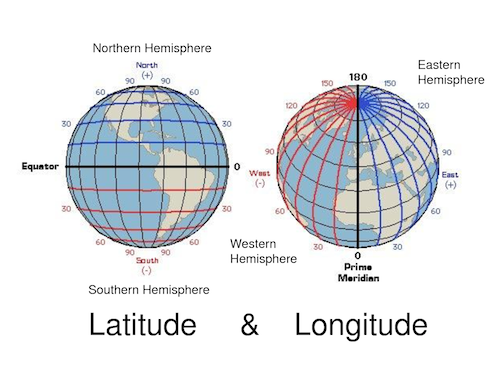 Northern Hemisphere
North
(+)
90 90
60 60
30 30
Equator 0
30 30
60 60
90 90
South
(-)
Southern Hemisphere
Eastern
Hemisphere
180
150 150
120 120
90 90
West
(-)
East
(+)
60 60
30 30
0
Prime
Meridian
Western
Hemisphere
Latitude & Longitude